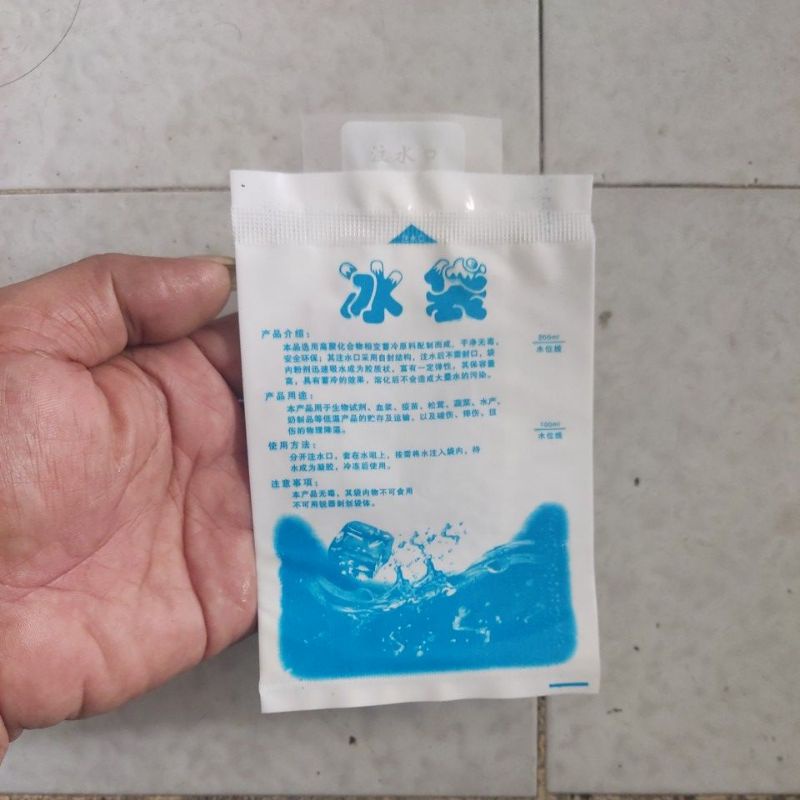 注水口
注水口
冰袋
产品介绍：
本品选用高聚化合物相变蓄冷原料配制而成，干净无毒，
安全环保；其注水口采用自封结构，注水后不需封口，袋
内粉剂迅速吸水成为胶质状，富有一定弹性，其保容量
高，具有蓄冷的效果，溶化后不会造成大量水的污染。
200ml
水位线
产品用途：
本产品用于生物试剂、血浆、疫苗、松茸、蔬菜、水产、
奶制品等低温产品的贮存及运输，以及碰伤、摔伤、扭
伤的物理降温。
100ml
水位线
使用方法：
分开注水口，套在水咀上，按需将水注入袋内，待
水成为凝胶，冷冻后使用。
注意事项：
本产品无毒，其袋内物不可食用
不可用锐器刺划袋体。